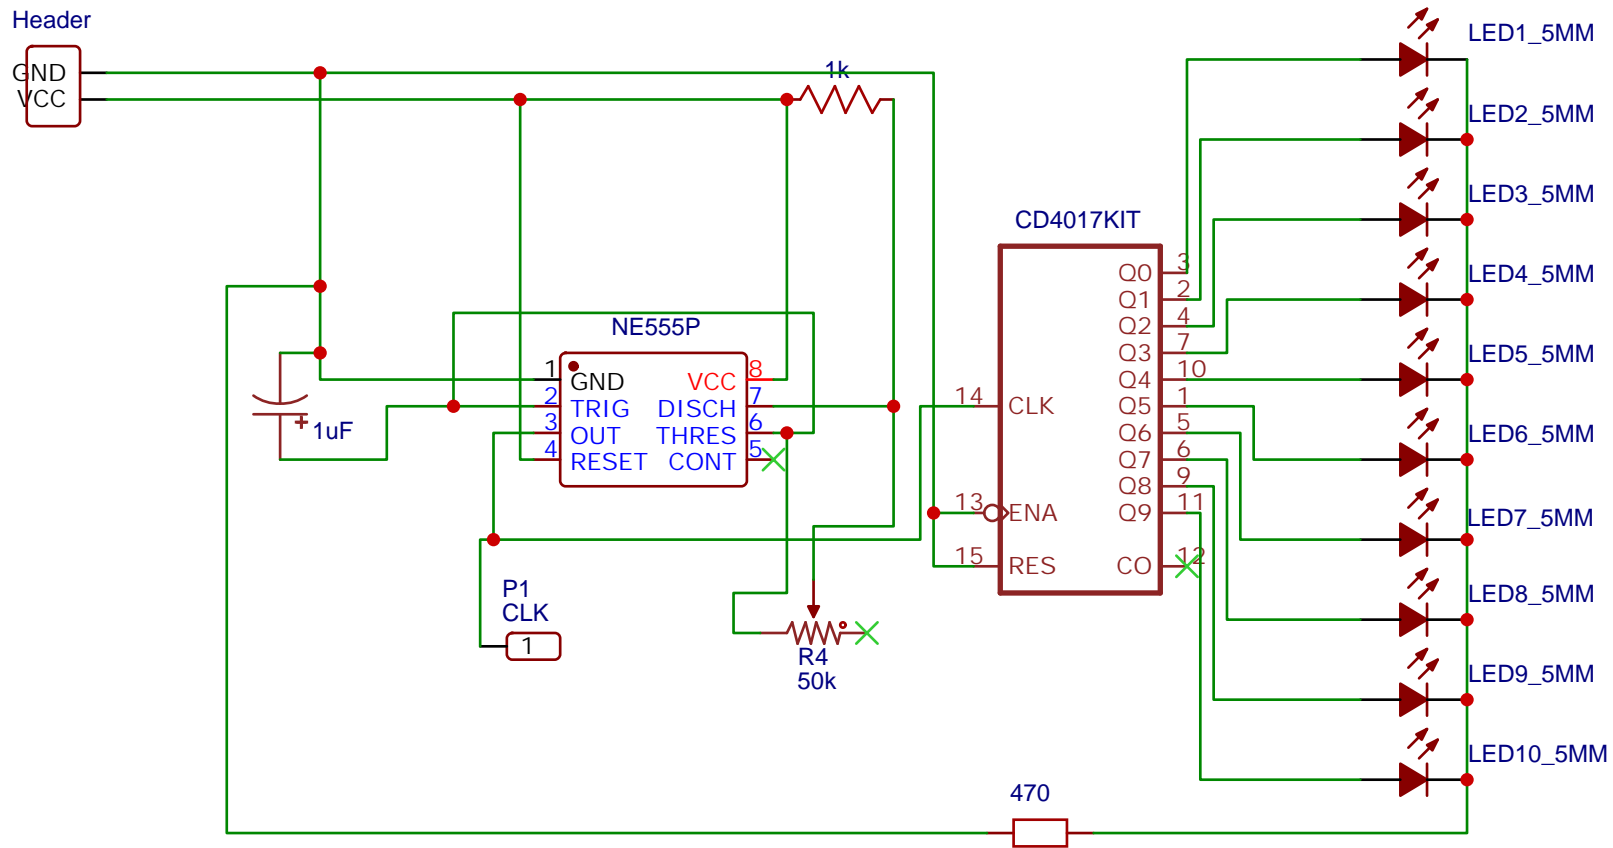 Header
GND
VCC
1k
NE555P
1 GND
2 TRIG
3 OUT
4 RESET
VCC 8
DISCH 7
THRES 6
CONT 5
+ 1uF
P1
CLK
1
R4
50k
CD4017KIT
14 CLK
13 ENA
15 RES
Q0 3
Q1 2
Q2 4
Q3 7
Q4 10
Q5 1
Q6 5
Q7 6
Q8 9
Q9 11
CO 12
LED1_5MM
LED2_5MM
LED3_5MM
LED4_5MM
LED5_5MM
LED6_5MM
LED7_5MM
LED8_5MM
LED9_5MM
LED10_5MM
470